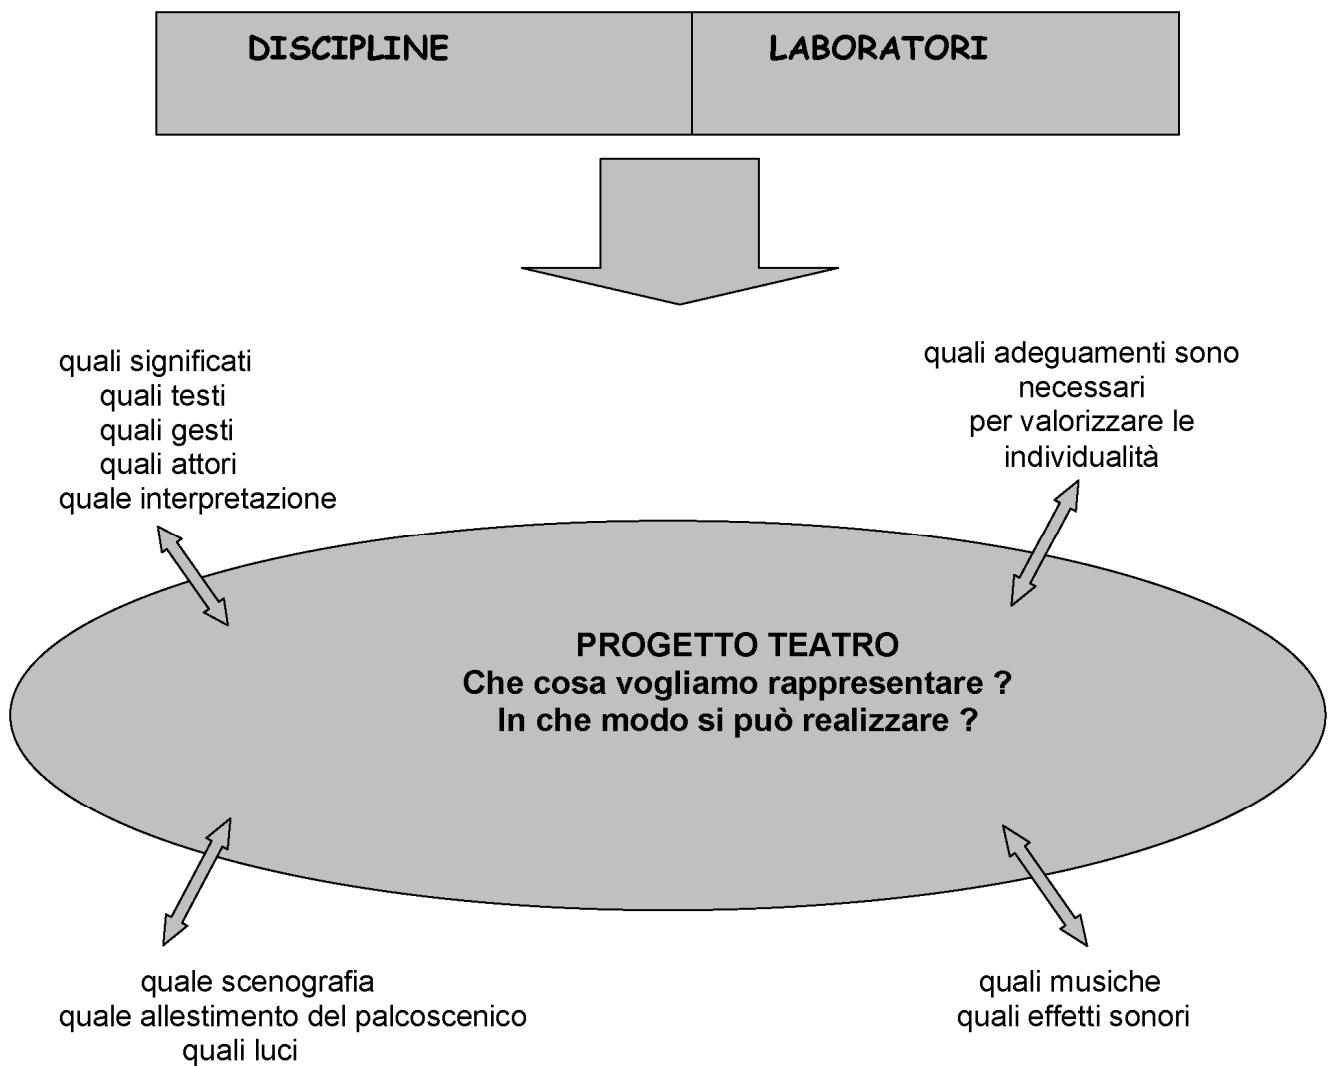 DISCIPLINE
LABORATORI
quali significati
quali testi
quali gesti
quali attori
quale interpretazione
quali adeguamenti sono
necessari
per valorizzare le
individualità
PROGETTO TEATRO
Che cosa vogliamo rappresentare ?
In che modo si può realizzare ?
quale scenografia
quale allestimento del palcoscenico
quali luci
quali musiche
quali effetti sonori